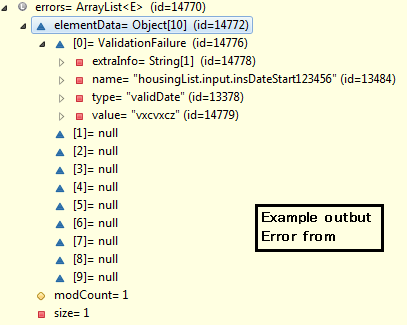 errors= ArrayList<E> (id=14770)
elementData= Object[10] (id=14772)
[0]= ValidationFailure (id=14776)
extraInfo= String[1] (id=14778)
name= "housingList.input.insDateStart123456" (id=13484)
type= "validDate" (id=13378)
value= "vxcvxcz" (id=14779)
[1]= null
[2]= null
[3]= null
[4]= null
[5]= null
[6]= null
[7]= null
[8]= null
[9]= null
Example outbut
Error from
modCount= 1
size= 1